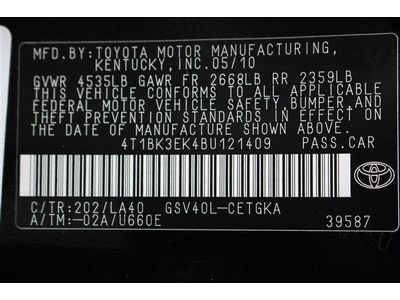 MFD.BY:TOYOTA MOTOR MANUFACTURING,
KENTUCKY,INC.05/10
GVWR 4535LB GAWR FR 2668LB RR 2359LB
THIS VEHICLE CONFORMS TO ALL APPLICABLE
FEDERAL MOTOR VEHICLE SAFETY,BUMPER,AND
THEFT PREVENTION STANDARDS IN EFFECT ON
THE DATE OF MANUFACTURE SHOWN ABOVE.
4T1BK3EK4BU121409 PASS.CAR
C/TR:202/LA40 GSV40L-CETGKA
A/TM:-02A/U660E 39587